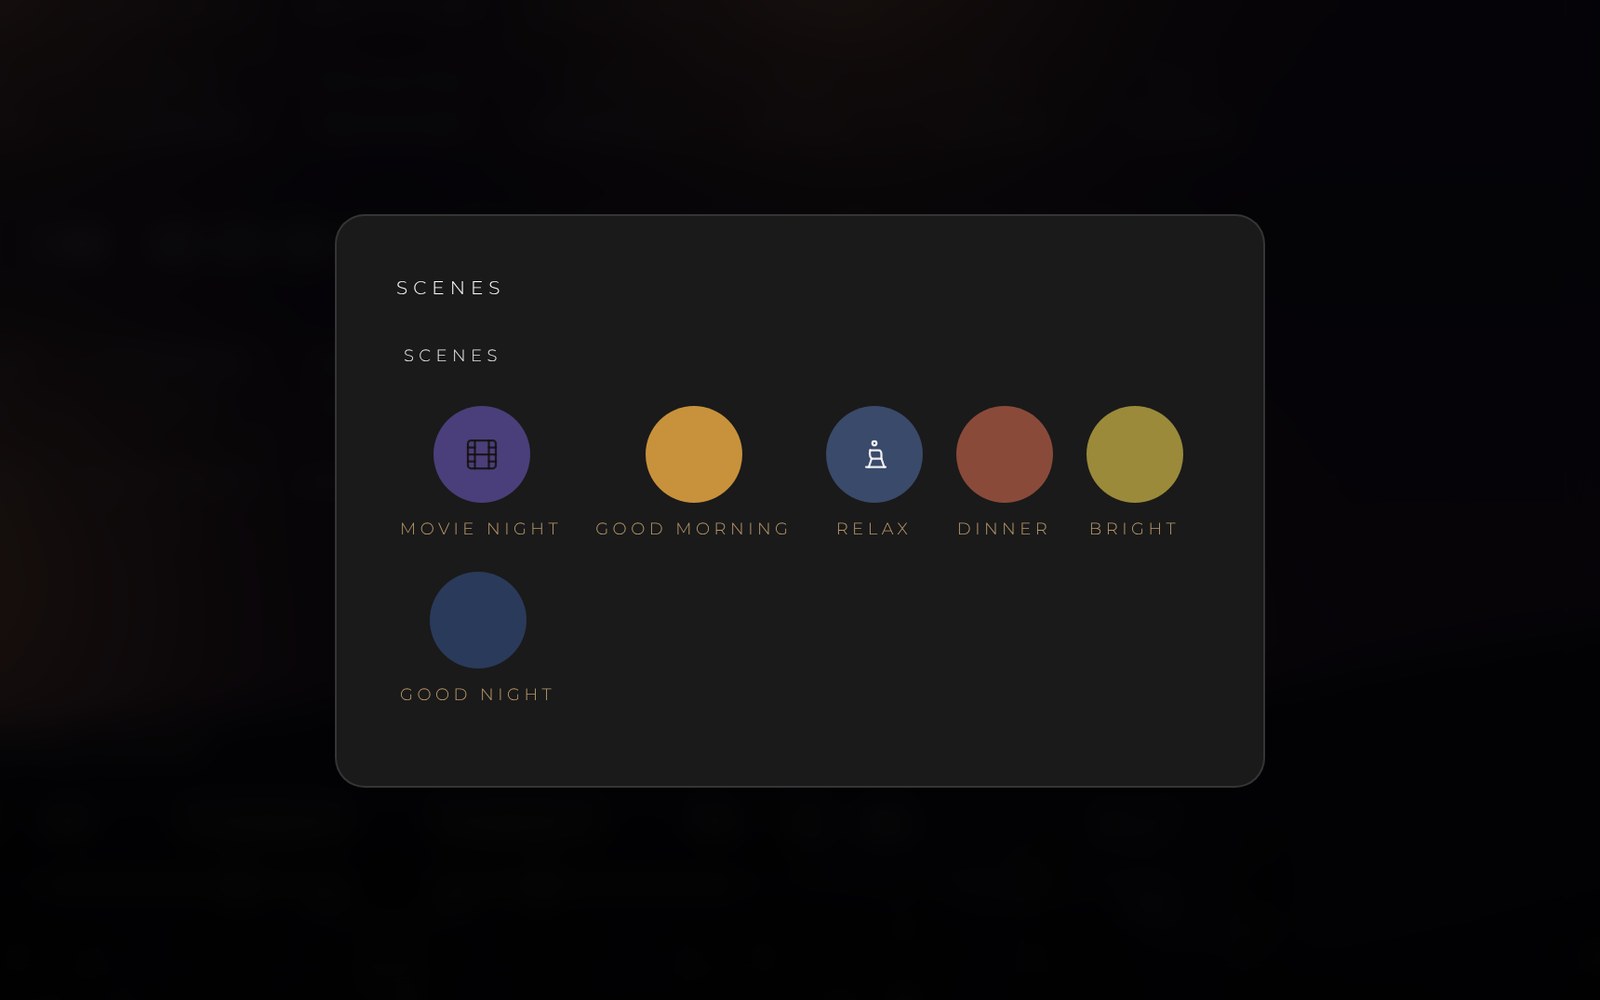 SCENES
SCENES
MOVIE NIGHT
GOOD MORNING
RELAX
DINNER
BRIGHT
GOOD NIGHT